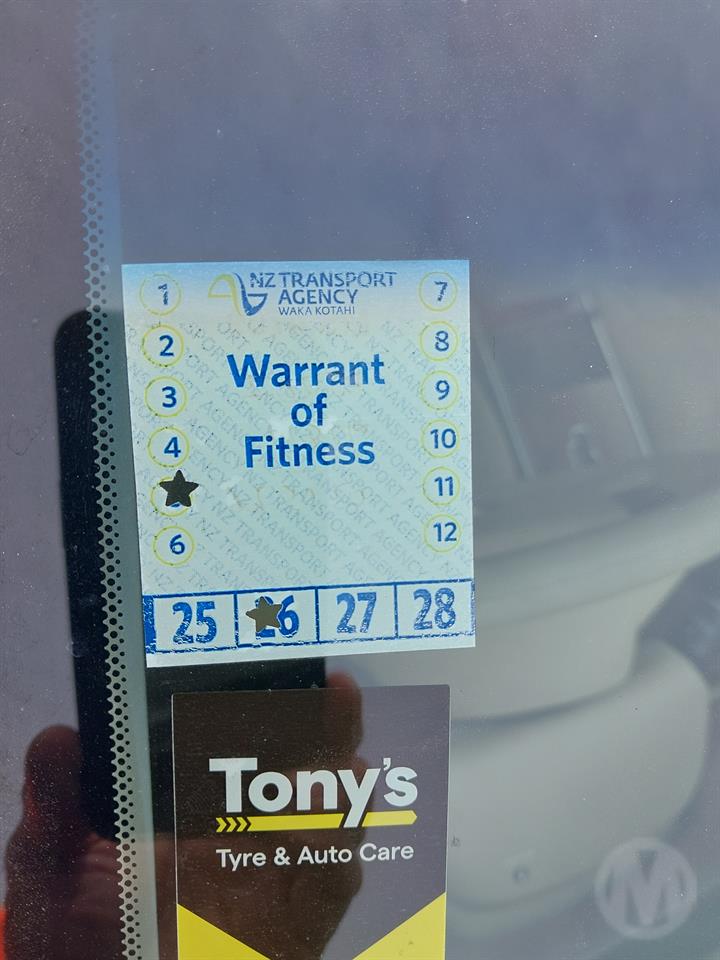 NZ TRANSPORT
AGENCY
WAKA KOTAHI
1
2
3
4
6
7
8
9
10
11
12
Warrant
of
Fitness
25 26 27 28
Tony's
Tyre & Auto Care
M